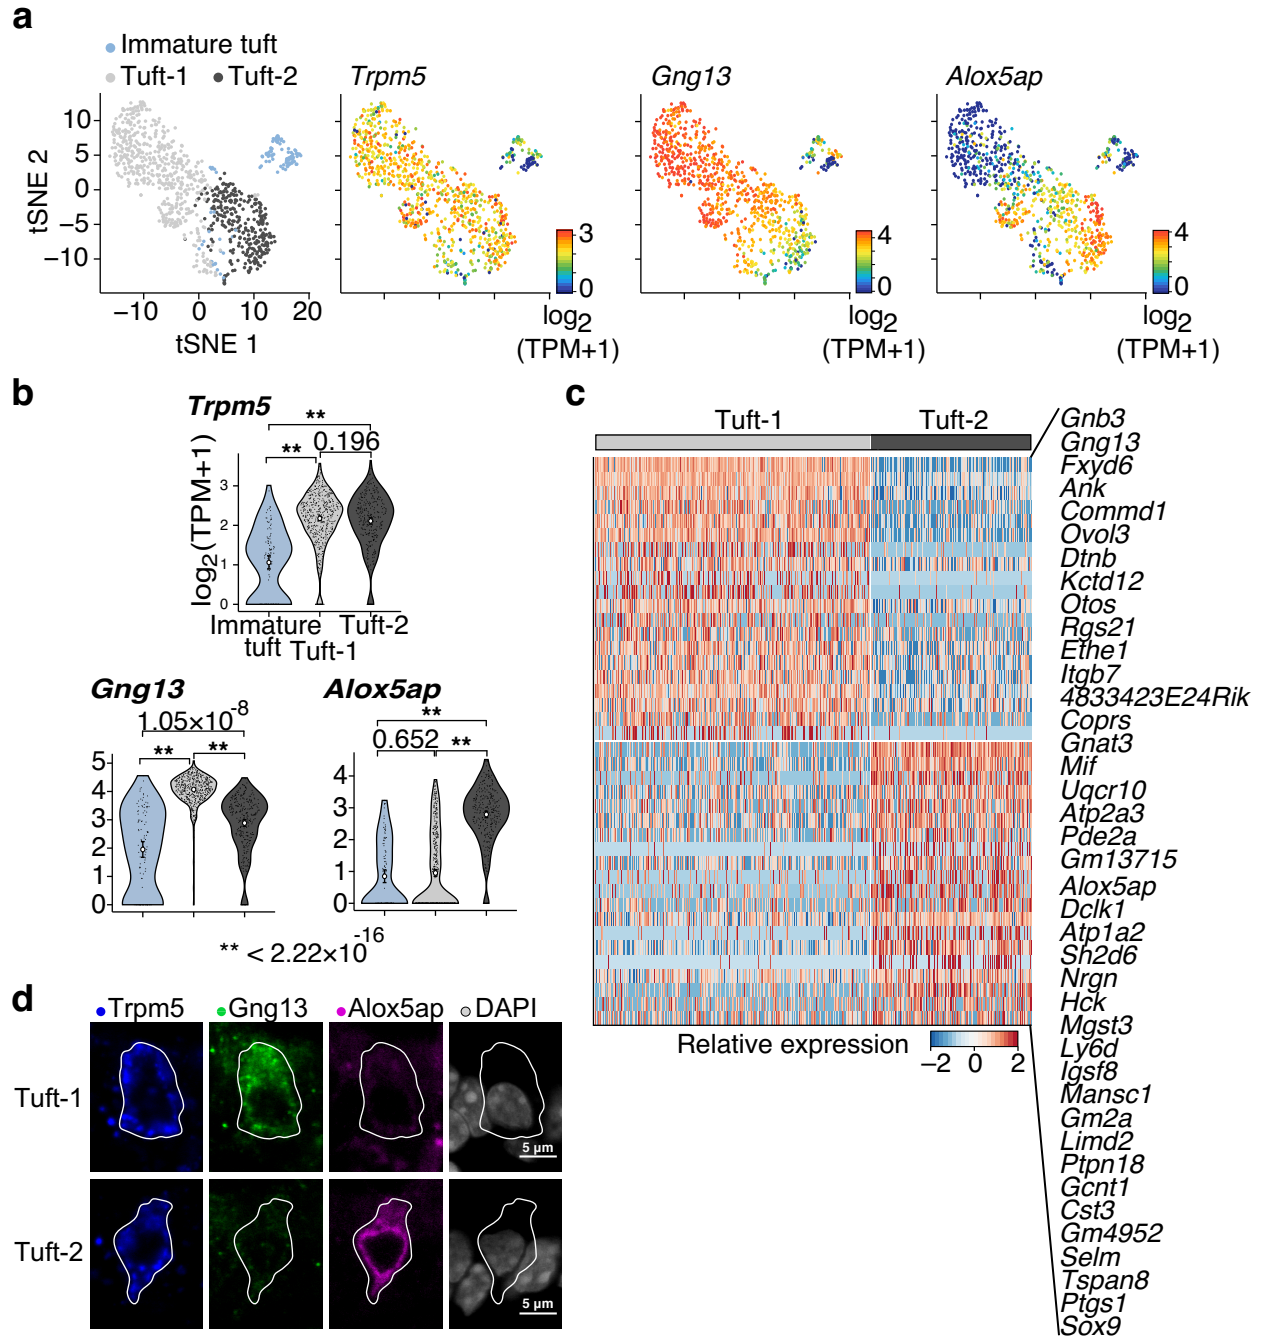 a
Immature tuft
Tuft-1 Tuft-2
Trpm5
Gng13
Alox5ap
tSNE 2
10
5
0
−5
−10
−10 0 10 20
tSNE 1
3
0
log2
(TPM+1)
4
0
log2
(TPM+1)
4
0
log2
(TPM+1)
b
Trpm5
**
** 0.196
log2(TPM+1)
3
2
1
0
Immature tuft
Tuft-1
Tuft-2
Gng13
1.05×10-8
** **
5
4
3
2
1
0
Alox5ap
**
0.652 **
4
3
2
1
0
** < 2.22×10-16
c
Tuft-1 Tuft-2
Gnb3
Gng13
Fxyd6
Ank
Commd1
Ovol3
Dtnb
Kctd12
Otos
Rgs21
Ethe1
Itgb7
4833423E24Rik
Coprs
Gnat3
Mif
Uqcr10
Atp2a3
Pde2a
Gm13715
Alox5ap
Dclk1
Atp1a2
Sh2d6
Nrgn
Hck
Mgst3
Ly6d
Igsf8
Mansc1
Gm2a
Limd2
Ptpn18
Gcnt1
Cst3
Gm4952
Selm
Tspan8
Ptgs1
Sox9
Relative expression
−2 0 2
d
Trpm5 Gng13 Alox5ap DAPI
Tuft-1
5 µm
Tuft-2
5 µm